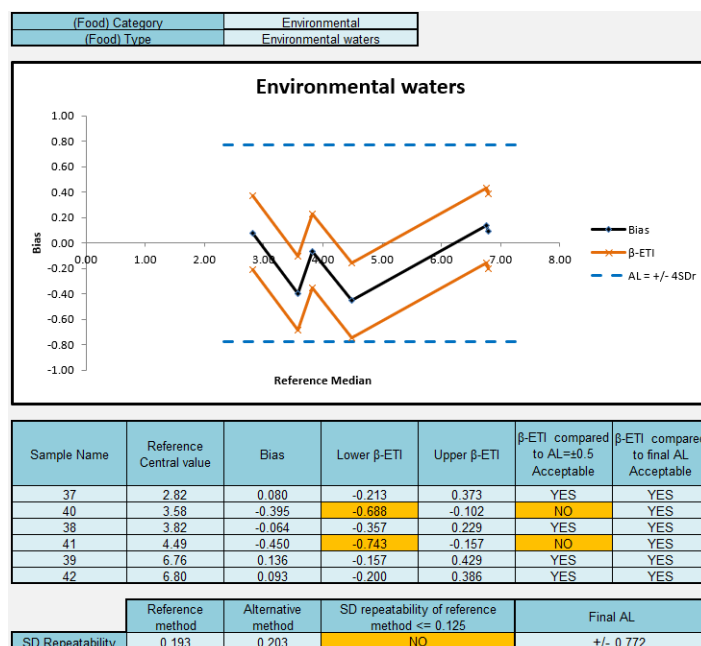 (Food) Category Environmental
(Food) Type Environmental waters
Environmental waters
1.00
0.80
0.60
0.40
0.20
0.00
0.00 3.00 4.00 5.00 6.00 7.00 8.00
-0.20
-0.40
-0.60
-0.80
-1.00
Bias
Reference Median
Bias
β-ETI
AL = +/- 4SDr
Sample Name Reference Central value Bias Lower β-ETI Upper β-ETI β-ETI compared to AL=±0.5 Acceptable β-ETI compared to final AL Acceptable
37 2.82 0.080 -0.213 0.373 YES YES
40 3.58 -0.395 -0.688 -0.102 NO YES
38 3.82 -0.064 -0.357 0.229 YES YES
41 4.49 -0.450 -0.743 -0.157 NO YES
39 6.76 0.136 -0.157 0.429 YES YES
42 6.80 0.093 -0.200 0.386 YES YES
Reference method Alternative method SD repeatability of reference method <= 0.125 Final AL
SD Repeatability 0.193 0.203 NO +/- 0.772